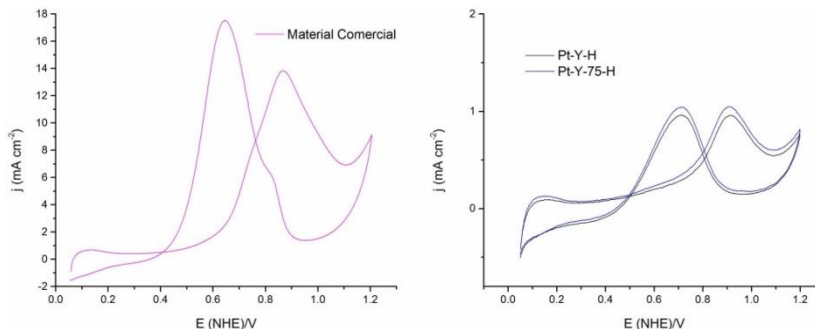 18
16
14
12
10
8
6
4
2
0
-2
j (mA cm⁻²)
Material Comercial
0.0 0.2 0.4 0.6 0.8 1.0 1.2
E (NHE)/V
2
1
0
j (mA cm⁻²)
Pt-Y-H
Pt-Y-75-H
0.0 0.2 0.4 0.6 0.8 1.0 1.2
E (NHE)/V